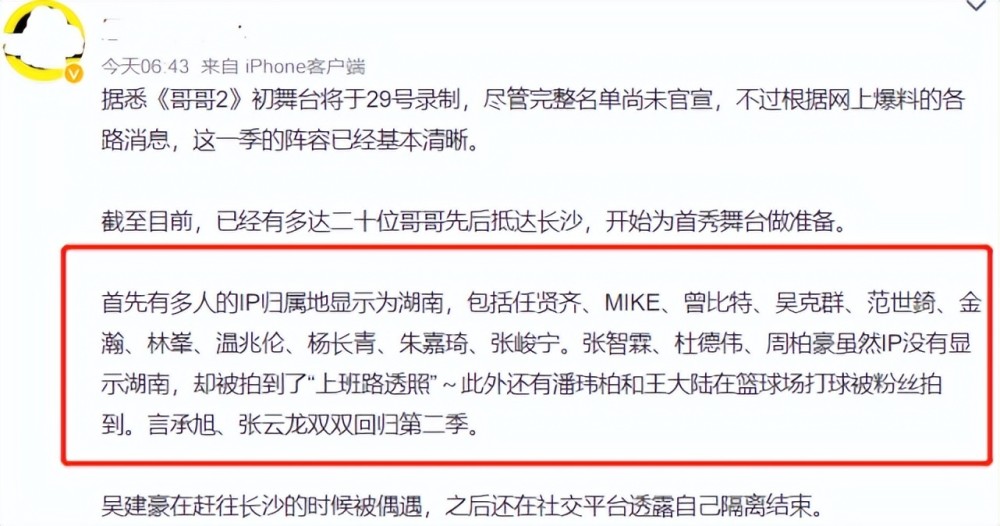 今天06:43 来自 iPhone客户端
据悉《哥哥2》初舞台将于29号录制，尽管完整名单尚未官宣，不过根据网上爆料的各
路消息，这一季的阵容已经基本清晰。
截至目前，已经有多达二十位哥哥先后抵达长沙，开始为首秀舞台做准备。
首先有多人的IP归属地显示为湖南，包括任贤齐、MIKE、曾比特、吴克群、范世錡、金
瀚、林峯、温兆伦、杨长青、朱嘉琦、张峻宁。张智霖、杜德伟、周柏豪虽然IP没有显
示湖南，却被拍到了“上班路透照”～此外还有潘玮柏和王大陆在篮球场打球被粉丝拍
到。言承旭、张云龙双双回归第二季。
吴建豪在赶往长沙的时候被偶遇，之后还在社交平台透露自己隔离结束。